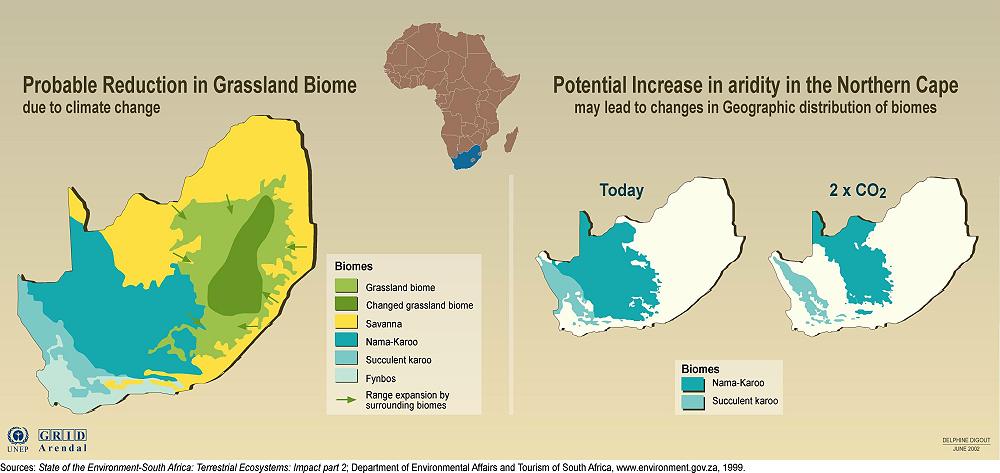 Probable Reduction in Grassland Biome
due to climate change
Potential Increase in aridity in the Northern Cape
may lead to changes in Geographic distribution of biomes
Today
2 x CO2
Biomes
Grassland biome
Changed grassland biome
Savanna
Nama-Karoo
Succulent karoo
Fynbos
Range expansion by
surrounding biomes
Biomes
Nama-Karoo
Succulent karoo
UNEP
GRID
Arendal
DELPHINE DIGOUT
JUNE 2002
Sources: State of the Environment-South Africa: Terrestrial Ecosystems: Impact part 2; Department of Environmental Affairs and Tourism of South Africa, www.environment.gov.za, 1999.